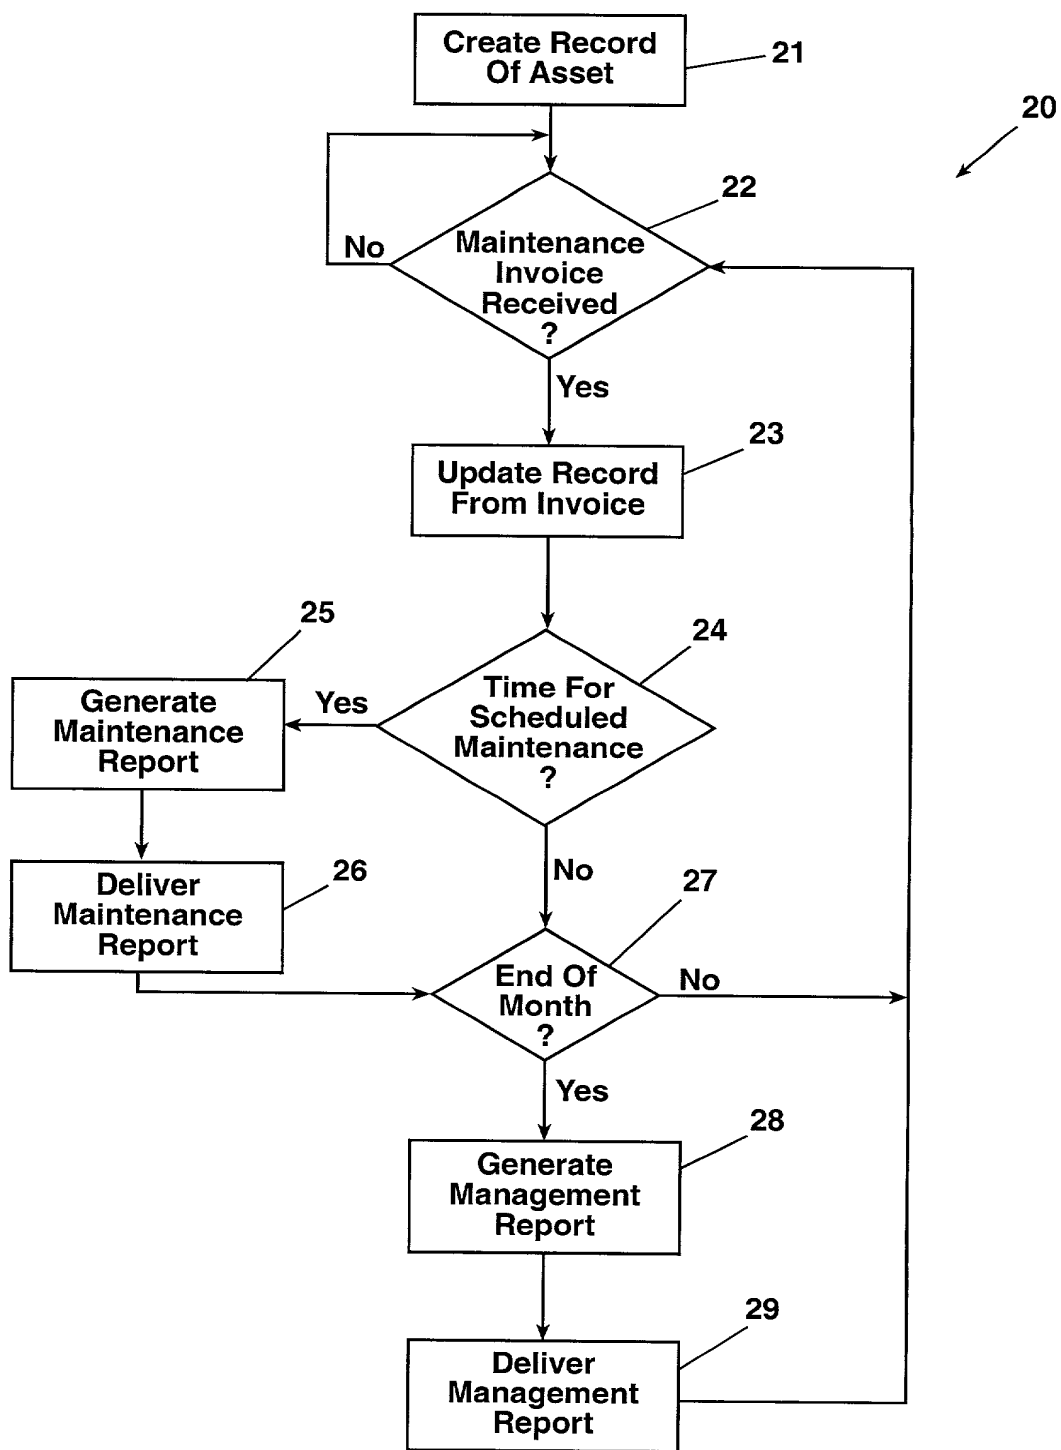 Create Record
Of Asset
21
20
22
Maintenance
Invoice
Received
?
No
Yes
23
Update Record
From Invoice
24
Time For
Scheduled
Maintenance
?
Yes
25
Generate
Maintenance
Report
26
Deliver
Maintenance
Report
No
27
End Of
Month
?
No
Yes
28
Generate
Management
Report
29
Deliver
Management
Report